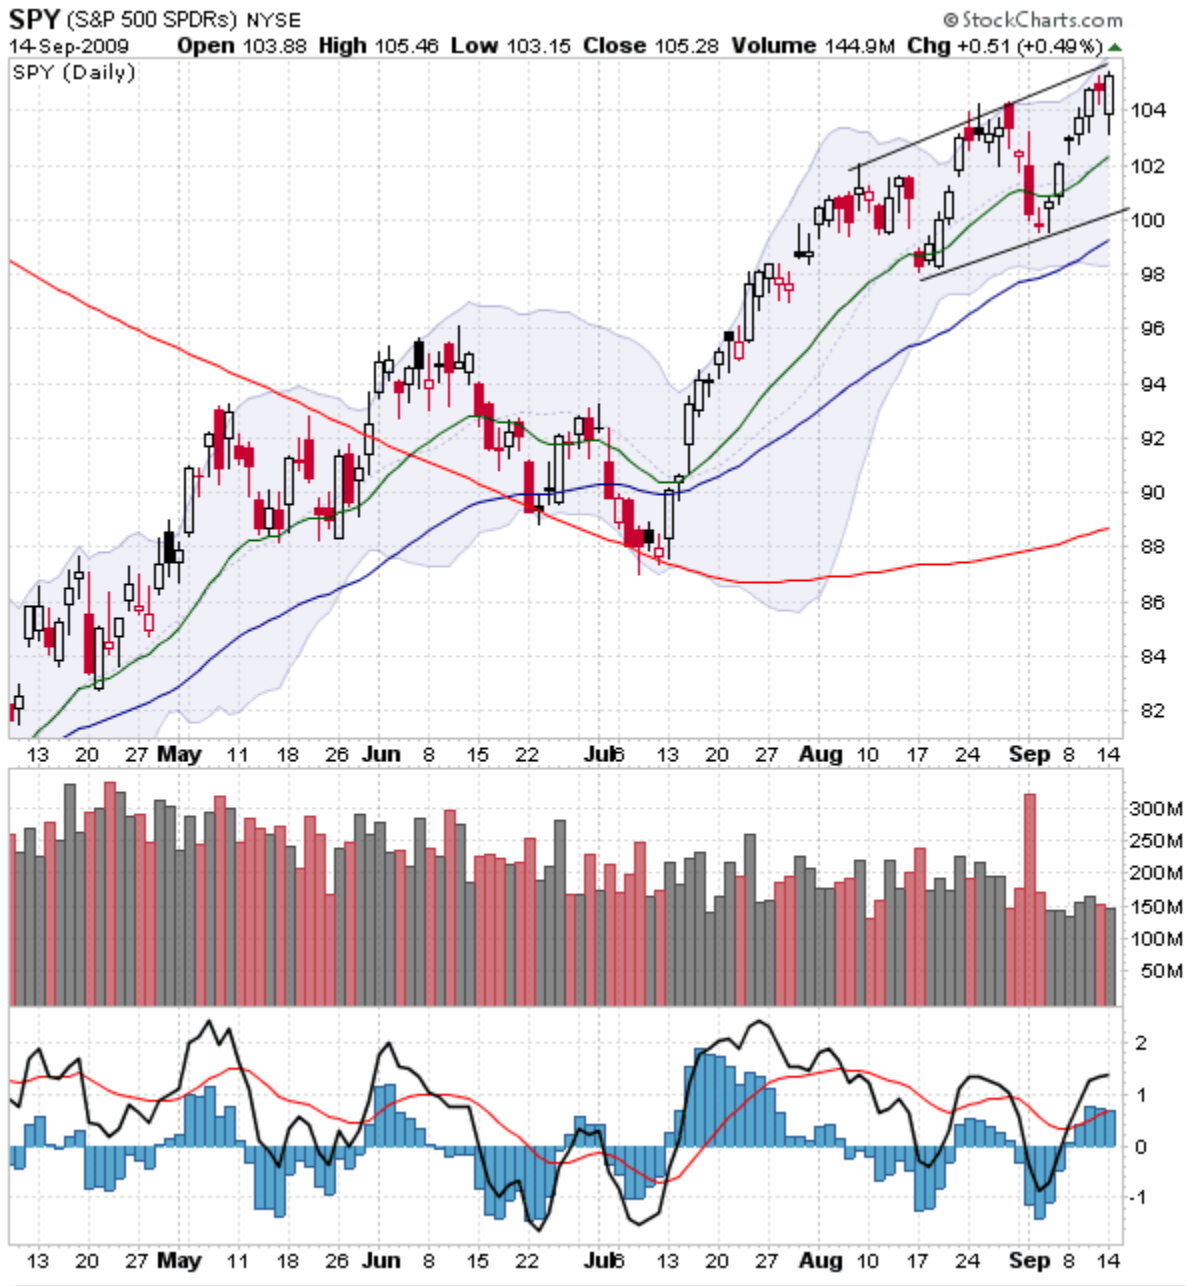 SPY (S&P 500 SPDRs) NYSE © StockCharts.com
14-Sep-2009 Open 103.88 High 105.46 Low 103.15 Close 105.28 Volume 144.9M Chg +0.51 (+0.49%)
SPY (Daily)
104
102
100
98
96
94
92
90
88
86
84
82
13 20 27 May 11 18 26 Jun 8 15 22 Jul6 13 20 27 Aug 10 17 24 Sep 8 14
300M
250M
200M
150M
100M
50M
2
1
0
-1
13 20 27 May 11 18 26 Jun 8 15 22 Jul6 13 20 27 Aug 10 17 24 Sep 8 14